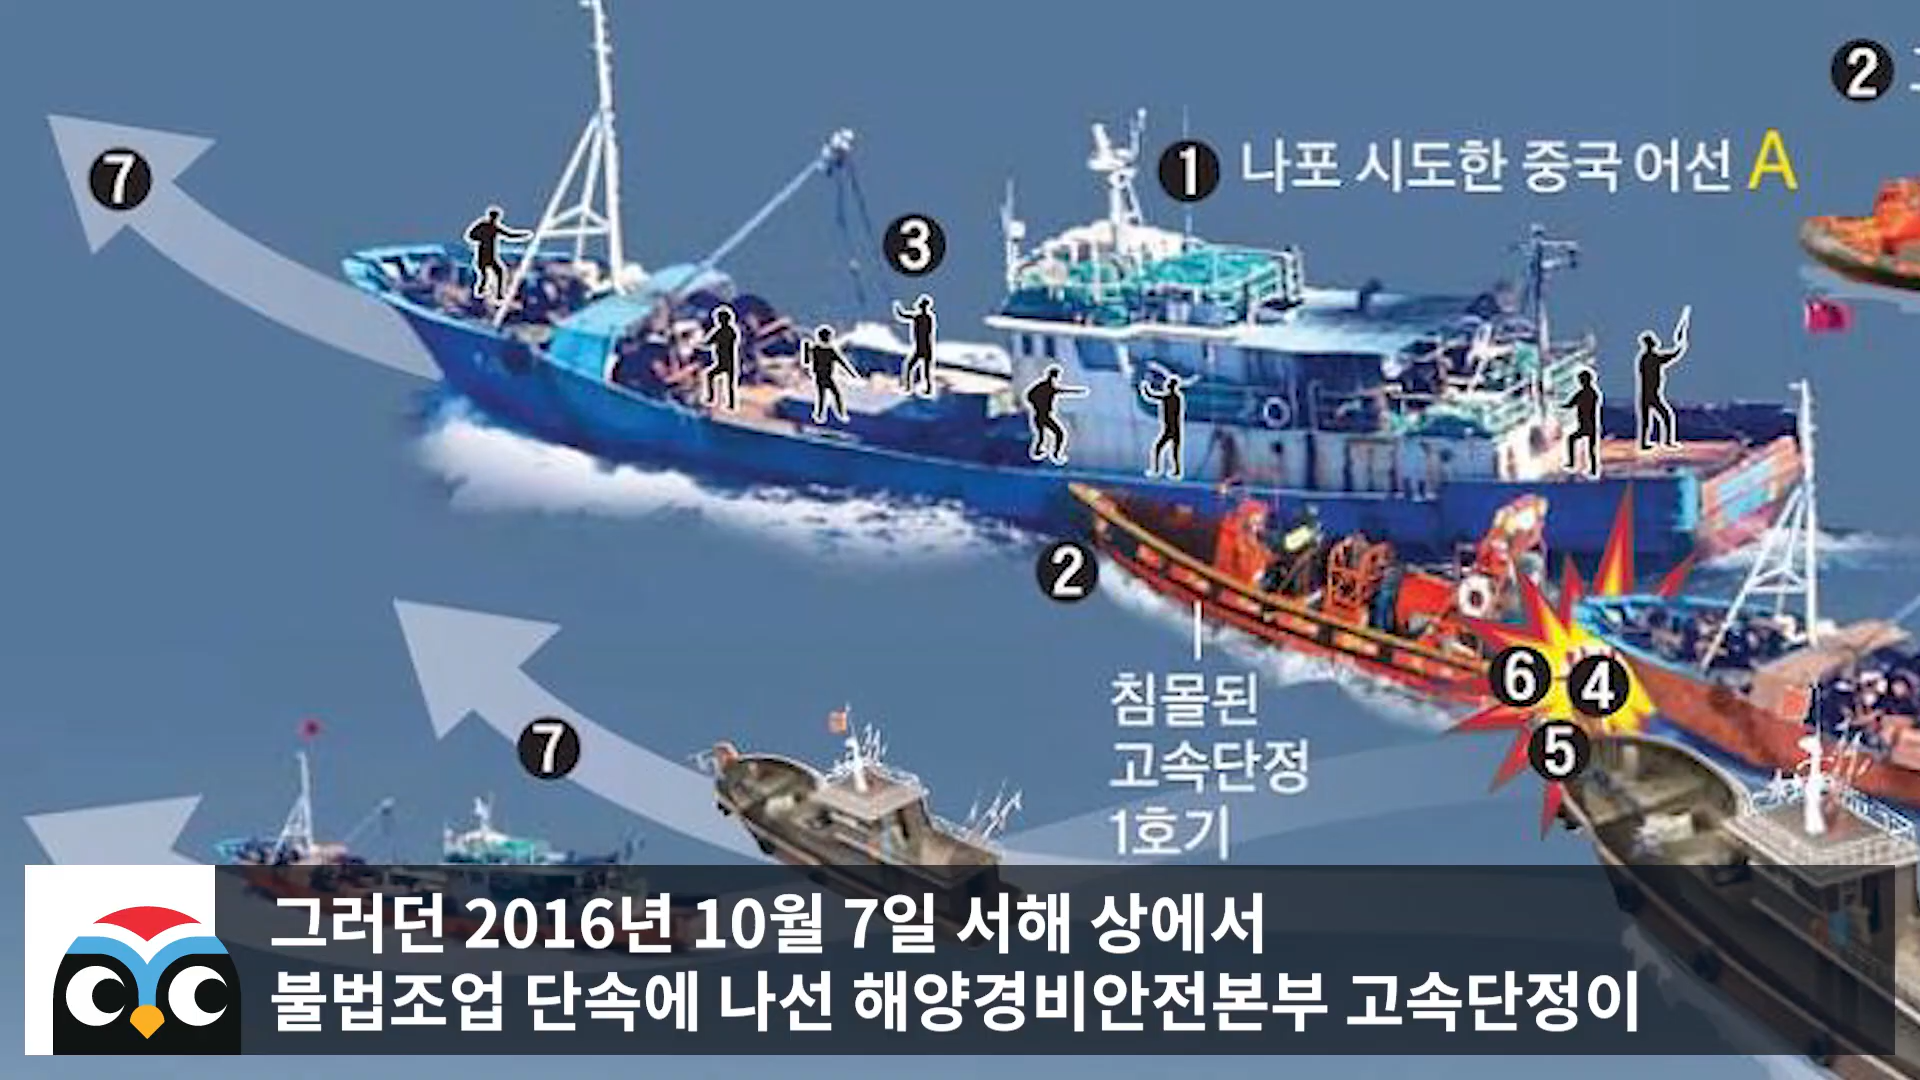 2
1 나포 시도한 중국 어선 A
7
3
2
침몰된
고속단정
1호기
6 4
5
7
그러던 2016년 10월 7일 서해 상에서
불법조업 단속에 나선 해양경비안전본부 고속단정이